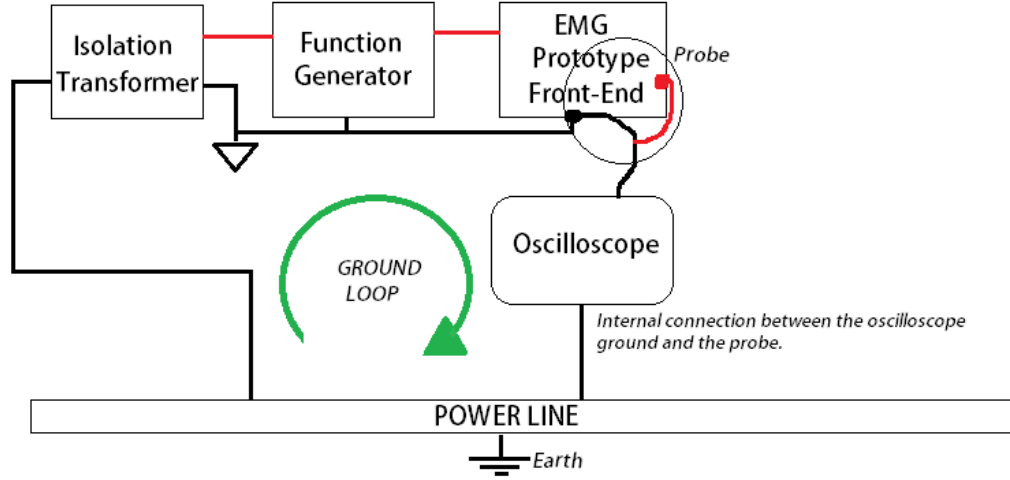 Isolation
Transformer
Function
Generator
EMG
Prototype
Front-End
Probe
GROUND
LOOP
Oscilloscope
Internal connection between the oscilloscope
ground and the probe.
POWER LINE
Earth